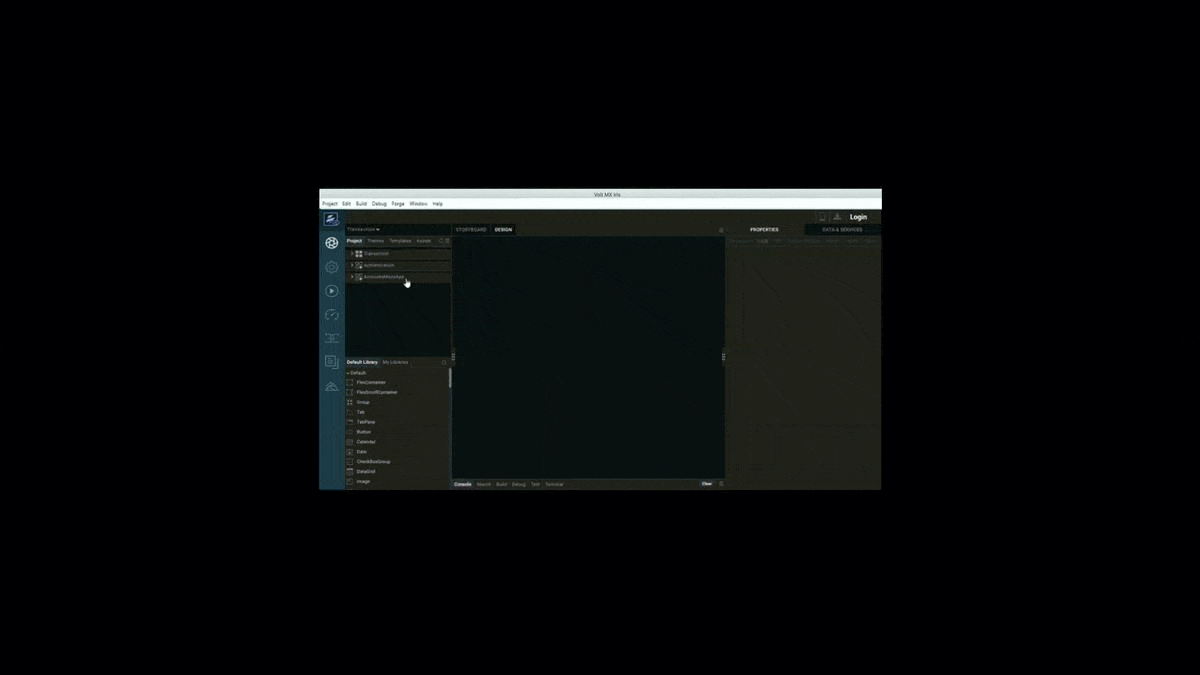 Volt MX Iris
Project Edit Build Debug Forge Window Help
Login
Transaction
STORYBOARD DESIGN
PROPERTIES DATA & SERVICES
Project Themes Templates Assets
Transaction
Authentication
AccountsMicroApp
Default Library My Libraries
Default
FlexContainer
FlexScrollContainer
Group
Tab
TabPane
Button
Calendar
Data
CheckBoxGroup
DataGrid
Image
Console Search Build Debug Test Terminal
Clear